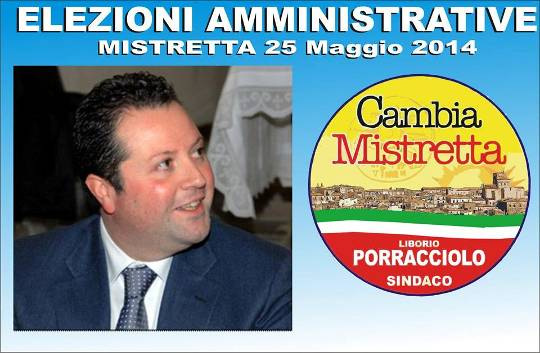 ELEZIONI AMMINISTRATIVE
MISTRETTA 25 Maggio 2014
Cambia
Mistretta
LIBORIO
PORRACCIOLO
SINDACO